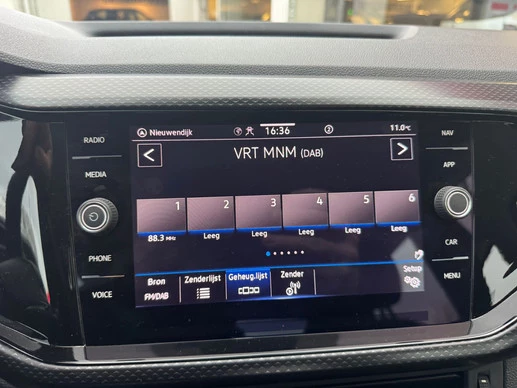 RADIO
MEDIA
PHONE
VOICE
Nieuwendijk
16:36
2
11.0°C
VRT MNM (DAB)
1 2 3 4 5 6
88.3 MHz Leeg Leeg Leeg Leeg Leeg
Bron
FM/DAB
Zenderlijst
Geheug.lijst
Zender
Setup
NAV
APP
CAR
MENU